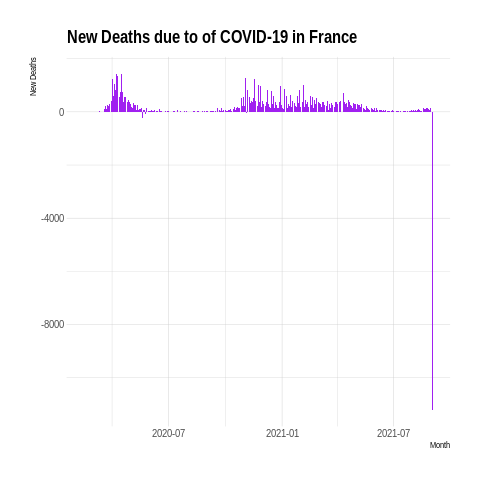 New Deaths due to of COVID-19 in France
New Deaths
0
-4000
-8000
2020-07
2021-01
2021-07
Month